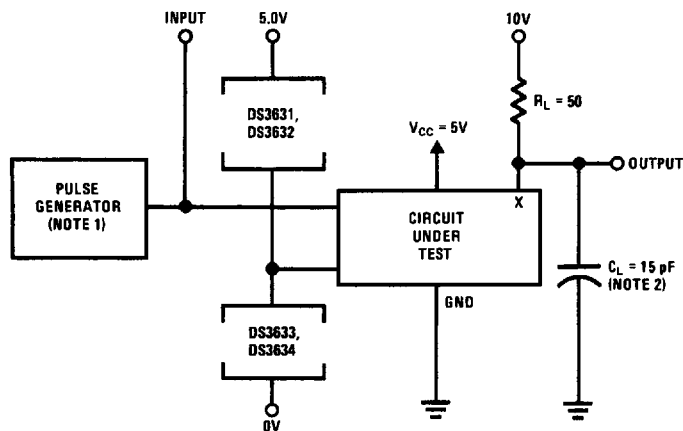 INPUT
5.0V
10V
DS3631,
DS3632
R_L = 50
V_CC = 5V
OUTPUT
PULSE
GENERATOR
(NOTE 1)
X
CIRCUIT
UNDER
TEST
C_L = 15 pF
(NOTE 2)
GND
DS3633,
DS3634
0V